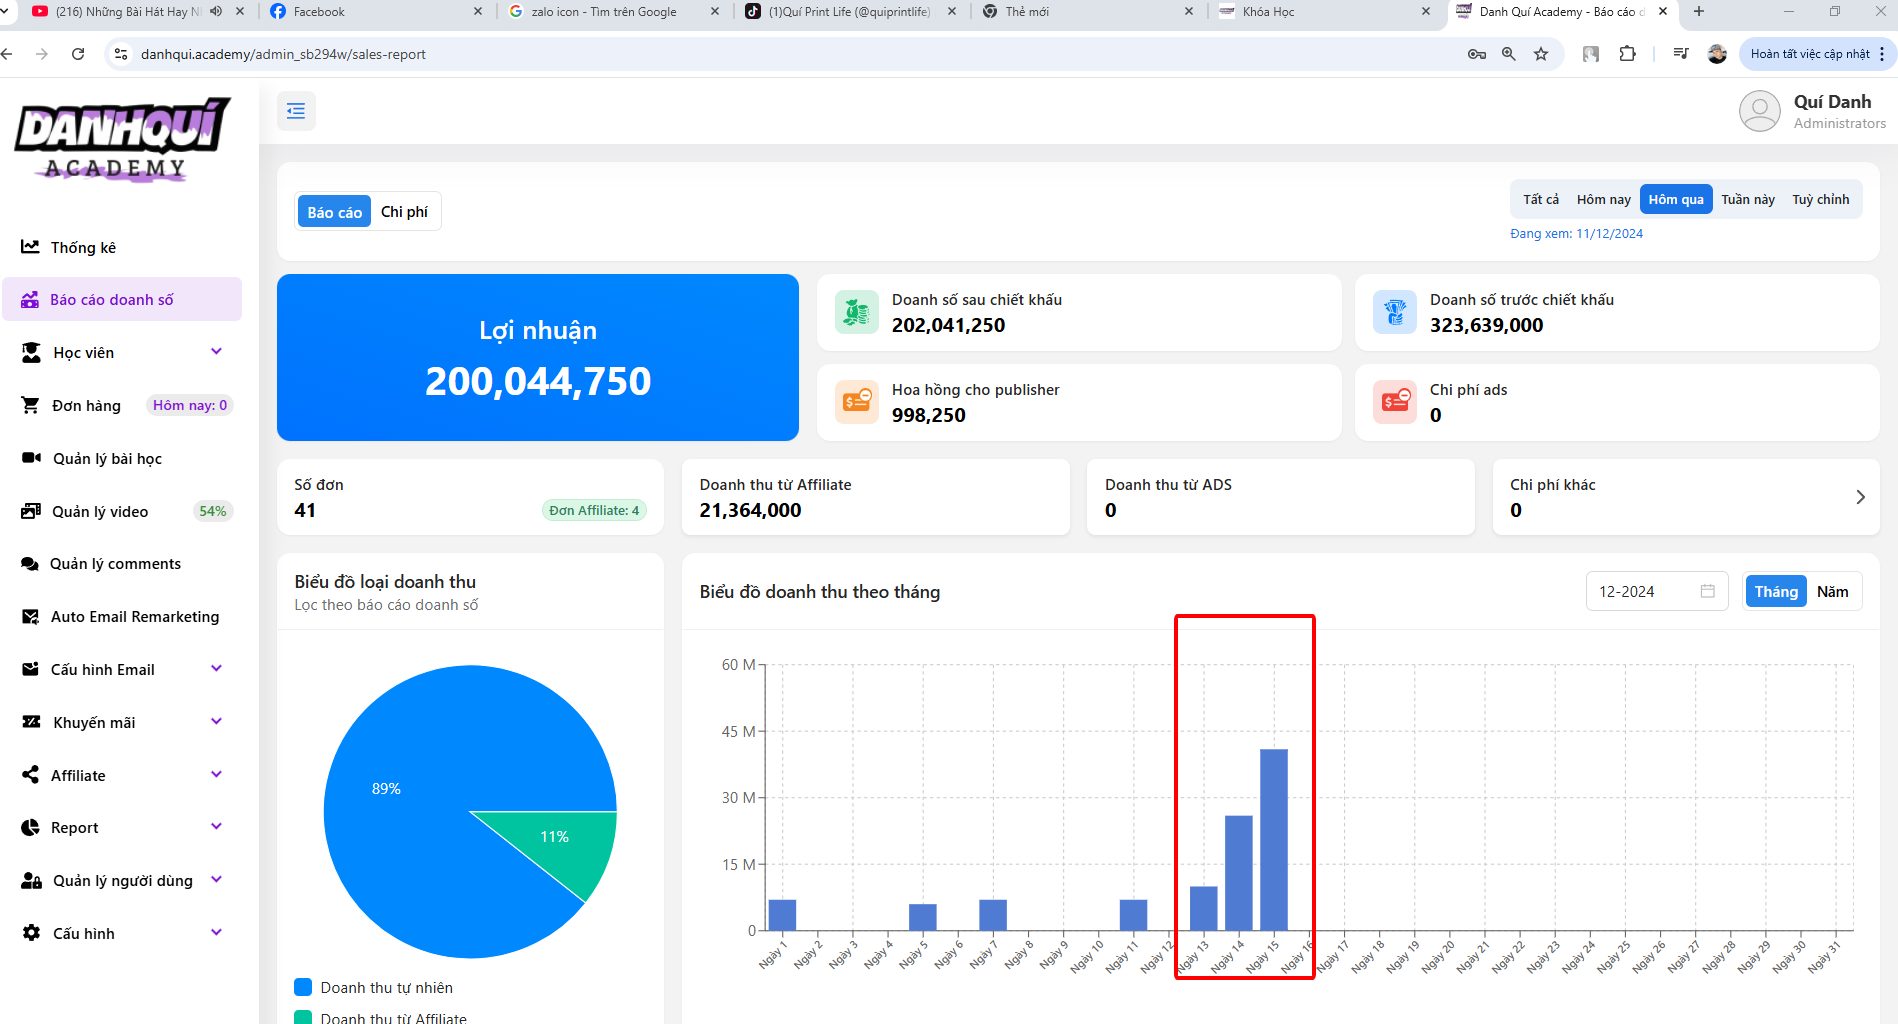 (216) Những Bài Hát Hay N
Facebook
zalo icon - Tìm trên Google
(1)Quí Print Life (@quiprintlife)
Thẻ mới
Khóa Học
Danh Quí Academy - Báo cáo d
danhqui.academy/admin_sb294w/sales-report
Hoàn tất việc cập nhật
DANHQUÍ
ACADEMY
Quí Danh
Administrators
Thống kê
Báo cáo doanh số
Học viên
Đơn hàng
Hôm nay: 0
Quản lý bài học
Quản lý video
54%
Quản lý comments
Auto Email Remarketing
Cấu hình Email
Khuyến mãi
Affiliate
Report
Quản lý người dùng
Cấu hình
Báo cáo
Chi phí
Tất cả
Hôm nay
Hôm qua
Tuần này
Tuỳ chỉnh
Đang xem: 11/12/2024
Lợi nhuận
200,044,750
Doanh số sau chiết khấu
202,041,250
Doanh số trước chiết khấu
323,639,000
Hoa hồng cho publisher
998,250
Chi phí ads
0
Số đơn
41
Đơn Affiliate: 4
Doanh thu từ Affiliate
21,364,000
Doanh thu từ ADS
0
Chi phí khác
0
Biểu đồ loại doanh thu
Lọc theo báo cáo doanh số
89%
11%
Doanh thu tự nhiên
Doanh thu từ Affiliate
Biểu đồ doanh thu theo tháng
12-2024
Tháng
Năm
60 M
45 M
30 M
15 M
0
Ngày 1
Ngày 2
Ngày 3
Ngày 4
Ngày 5
Ngày 6
Ngày 7
Ngày 8
Ngày 9
Ngày 10
Ngày 11
Ngày 12
Ngày 13
Ngày 14
Ngày 15
Ngày 16
Ngày 17
Ngày 18
Ngày 19
Ngày 20
Ngày 21
Ngày 22
Ngày 23
Ngày 24
Ngày 25
Ngày 26
Ngày 27
Ngày 28
Ngày 29
Ngày 30
Ngày 31